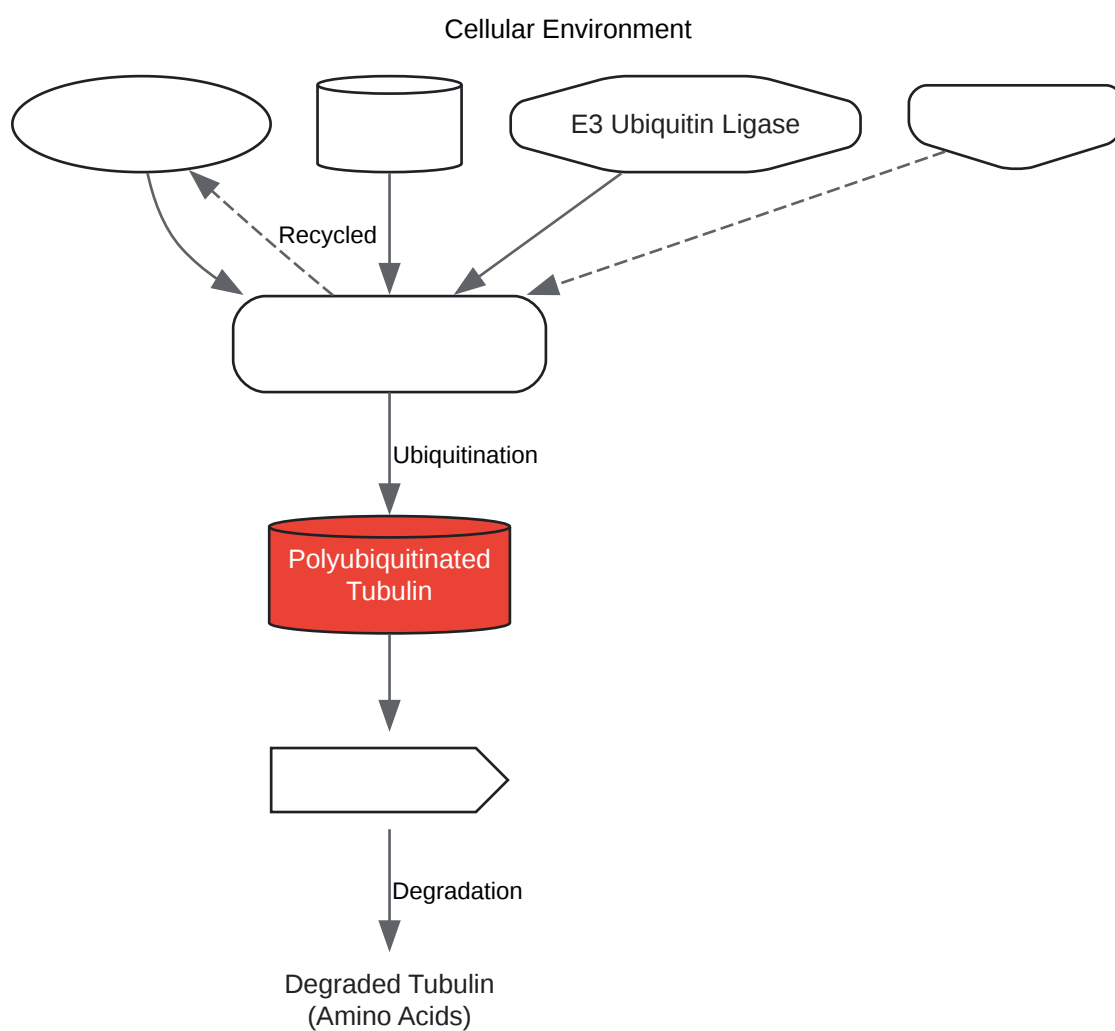 Cellular Environment
E3 Ubiquitin Ligase
Recycled
Ubiquitination
Polyubiquitinated
Tubulin
Degradation
Degraded Tubulin
(Amino Acids)